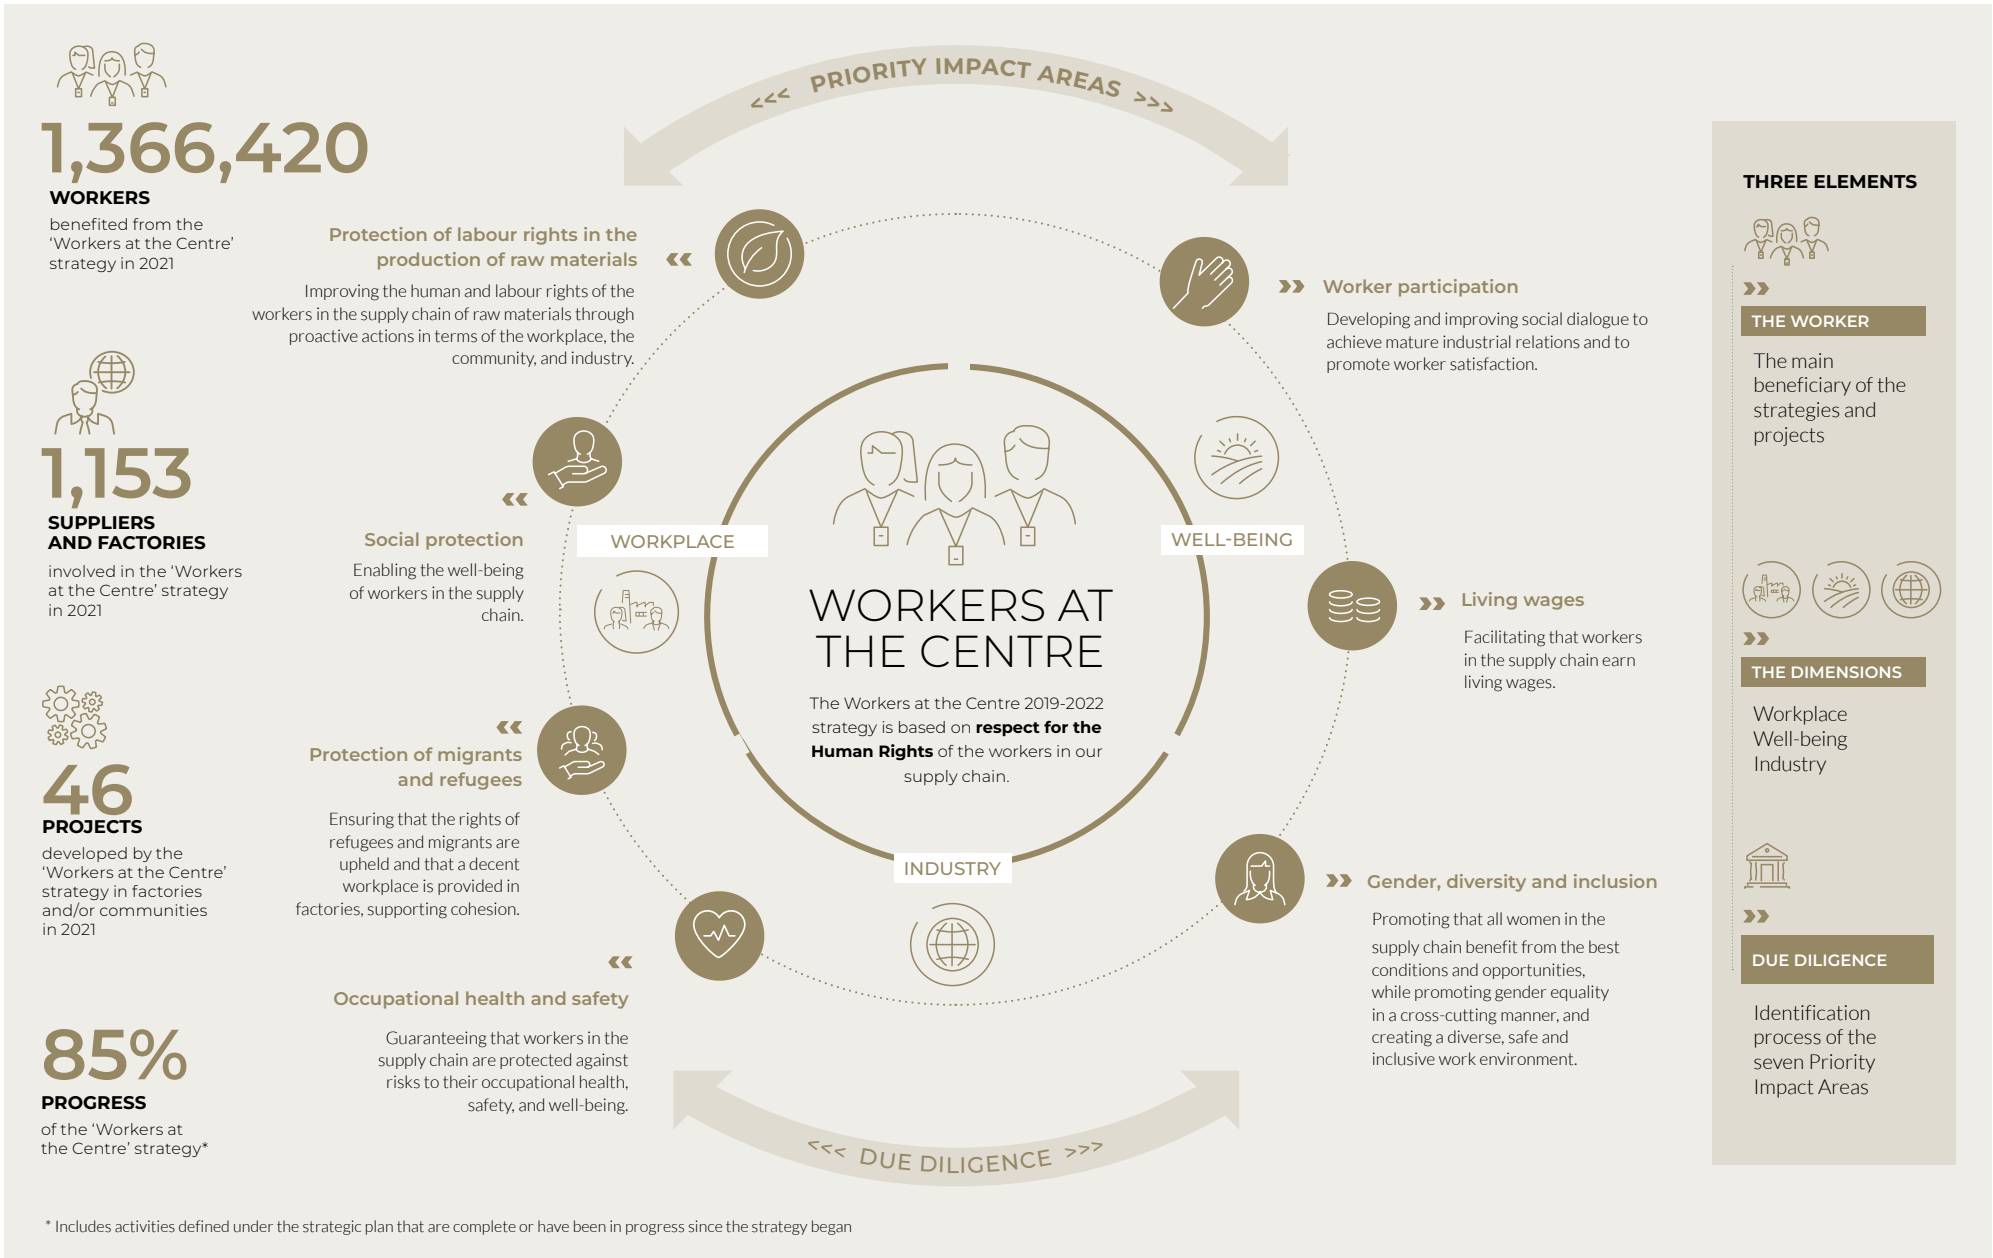 1,366,420
WORKERS
benefited from the
‘Workers at the Centre’
strategy in 2021
1,153
SUPPLIERS
AND FACTORIES
involved in the ‘Workers
at the Centre’ strategy
in 2021
46
PROJECTS
developed by the
‘Workers at the Centre’
strategy in factories
and/or communities
in 2021
85%
PROGRESS
of the ‘Workers at
the Centre’ strategy*
<<< PRIORITY IMPACT AREAS >>>
Protection of labour rights in the
production of raw materials
Improving the human and labour rights of the
workers in the supply chain of raw materials through
proactive actions in terms of the workplace, the
community, and industry.
Social protection
Enabling the well-being
of workers in the supply
chain.
Protection of migrants
and refugees
Ensuring that the rights of
refugees and migrants are
upheld and that a decent
workplace is provided in
factories, supporting cohesion.
Occupational health and safety
Guaranteeing that workers in the
supply chain are protected against
risks to their occupational health,
safety, and well-being.
WORKPLACE
WELL-BEING
INDUSTRY
WORKERS AT
THE CENTRE
The Workers at the Centre 2019-2022
strategy is based on respect for the
Human Rights of the workers in our
supply chain.
Worker participation
Developing and improving social dialogue to
achieve mature industrial relations and to
promote worker satisfaction.
Living wages
Facilitating that workers
in the supply chain earn
living wages.
Gender, diversity and inclusion
Promoting that all women in the
supply chain benefit from the best
conditions and opportunities,
while promoting gender equality
in a cross-cutting manner, and
creating a diverse, safe and
inclusive work environment.
<<< DUE DILIGENCE >>>
THREE ELEMENTS
THE WORKER
The main
beneficiary of the
strategies and
projects
THE DIMENSIONS
Workplace
Well-being
Industry
DUE DILIGENCE
Identification
process of the
seven Priority
Impact Areas
* Includes activities defined under the strategic plan that are complete or have been in progress since the strategy began